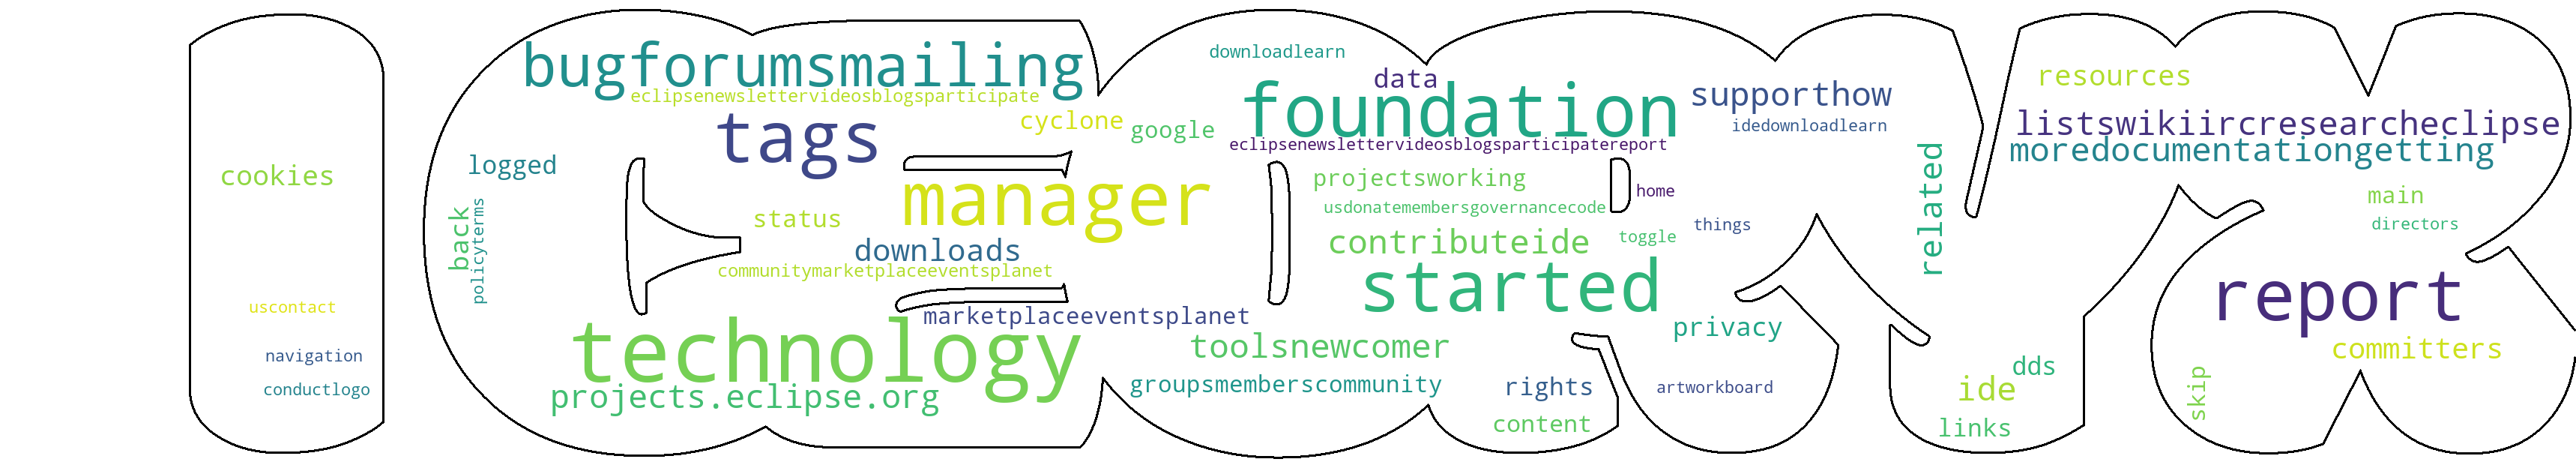 cookies
uscontact
navigation
conductlogo
bugforumsmailing
eclipsenewslettervideosblogsparticipate
tags
cyclone
logged
back
policyterms
status
manager
downloads
communitymarketplaceeventsplanet
marketplaceeventsplanet
technology
projects.eclipse.org
downloadlearn
data
foundation
google
eclipsenewslettervideosblogsparticipatereport
projectsworking
usdonatemembersgovernancecode
contributeide
started
toolsnewcomer
groupsmemberscommunity
rights
content
supporthow
idedownloadlearn
home
things
toggle
privacy
artworkboard
related
resources
listswikiircresearcheclipse
moredocumentationgetting
main
directors
report
committers
dds
ide
links
skip